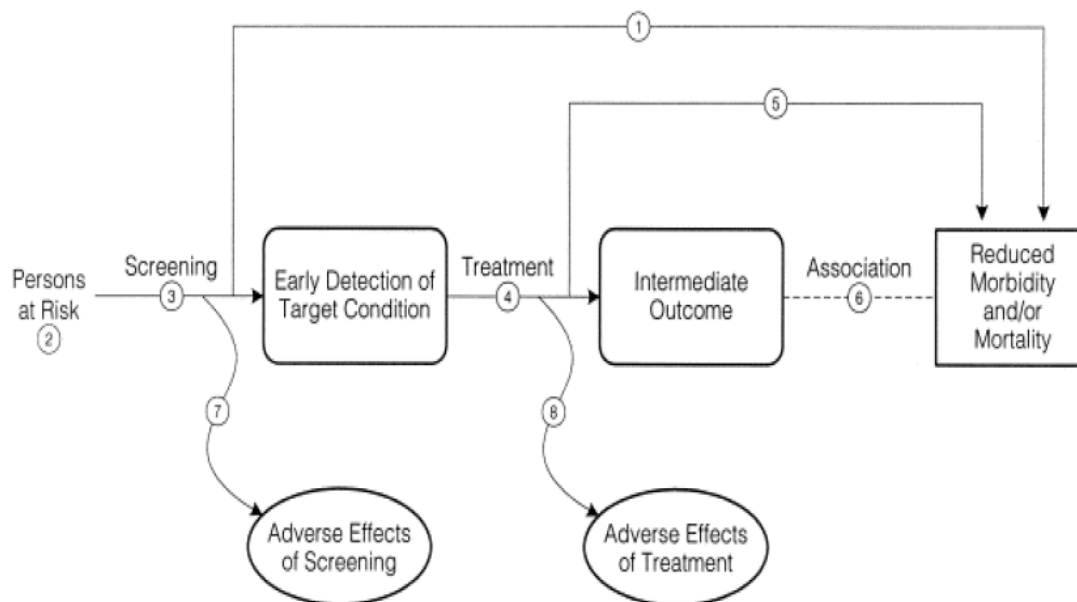 1
5
Persons
at Risk
2
Screening
3
Early Detection of
Target Condition
Treatment
4
Intermediate
Outcome
Association
6
Reduced
Morbidity
and/or
Mortality
7
8
Adverse Effects
of Screening
Adverse Effects
of Treatment